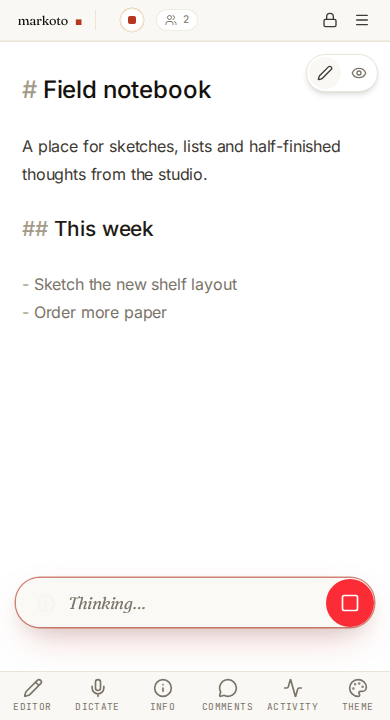 markoto
2
# Field notebook
A place for sketches, lists and half-finished
thoughts from the studio.
## This week
- Sketch the new shelf layout
- Order more paper
Thinking...
EDITOR DICTATE INFO COMMENTS ACTIVITY THEME